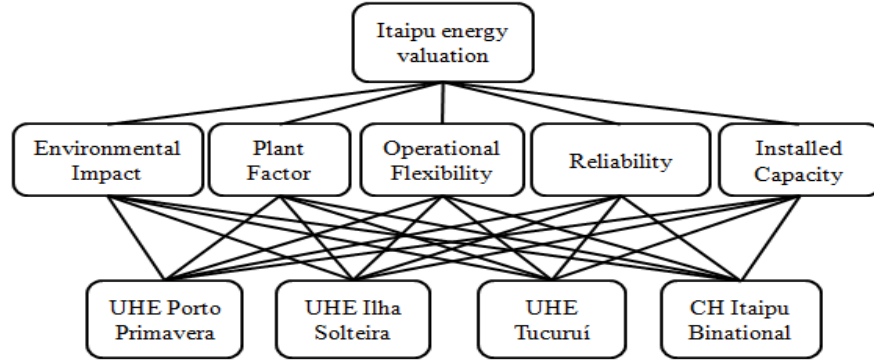 Itaipu energy
valuation
Environmental
Impact
Plant
Factor
Operational
Flexibility
Reliability
Installed
Capacity
UHE Porto
Primavera
UHE Ilha
Solteira
UHE
Tucuruí
CH Itaipu
Binational